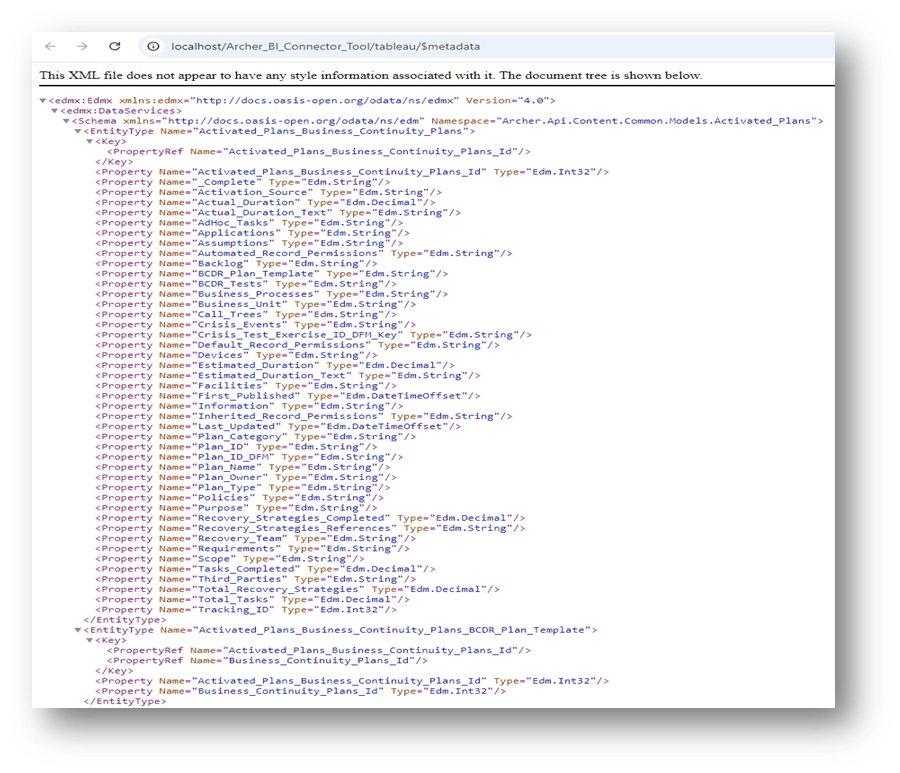 localhost/Archer_BI_Connector_Tool/tableau/$metadata
This XML file does not appear to have any style information associated with it. The document tree is shown below.
<edmx:Edmx xmlns:edmx="http://docs.oasis-open.org/odata/ns/edmx" Version="4.0">
<edmx:DataServices>
<Schema xmlns="http://docs.oasis-open.org/odata/ns/edm" Namespace="Archer.Api.Content.Common.Models.Activated_Plans">
<EntityType Name="Activated_Plans_Business_Continuity_Plans">
<Key>
<PropertyRef Name="Activated_Plans_Business_Continuity_Plans_Id"/>
</Key>
<Property Name="Activated_Plans_Business_Continuity_Plans_Id" Type="Edm.Int32"/>
<Property Name="_Complete" Type="Edm.String"/>
<Property Name="Activation_Source" Type="Edm.String"/>
<Property Name="Actual_Duration" Type="Edm.Decimal"/>
<Property Name="Actual_Duration_Text" Type="Edm.String"/>
<Property Name="AdHoc_Tasks" Type="Edm.String"/>
<Property Name="Applications" Type="Edm.String"/>
<Property Name="Assumptions" Type="Edm.String"/>
<Property Name="Automated_Record_Permissions" Type="Edm.String"/>
<Property Name="Backlog" Type="Edm.String"/>
<Property Name="BCDR_Plan_Template" Type="Edm.String"/>
<Property Name="BCDR_Tests" Type="Edm.String"/>
<Property Name="Business_Processes" Type="Edm.String"/>
<Property Name="Business_Unit" Type="Edm.String"/>
<Property Name="Call_Trees" Type="Edm.String"/>
<Property Name="Crisis_Events" Type="Edm.String"/>
<Property Name="Crisis_Test_Exercise_ID_DFM_Key" Type="Edm.String"/>
<Property Name="Default_Record_Permissions" Type="Edm.String"/>
<Property Name="Devices" Type="Edm.String"/>
<Property Name="Estimated_Duration" Type="Edm.Decimal"/>
<Property Name="Estimated_Duration_Text" Type="Edm.String"/>
<Property Name="Facilities" Type="Edm.String"/>
<Property Name="First_Published" Type="Edm.DateTimeOffset"/>
<Property Name="Information" Type="Edm.String"/>
<Property Name="Inherited_Record_Permissions" Type="Edm.String"/>
<Property Name="Last_Updated" Type="Edm.DateTimeOffset"/>
<Property Name="Plan_Category" Type="Edm.String"/>
<Property Name="Plan_ID" Type="Edm.String"/>
<Property Name="Plan_ID_DFM" Type="Edm.String"/>
<Property Name="Plan_Name" Type="Edm.String"/>
<Property Name="Plan_Owner" Type="Edm.String"/>
<Property Name="Plan_Type" Type="Edm.String"/>
<Property Name="Policies" Type="Edm.String"/>
<Property Name="Purpose" Type="Edm.String"/>
<Property Name="Recovery_Strategies_Completed" Type="Edm.Decimal"/>
<Property Name="Recovery_Strategies_References" Type="Edm.String"/>
<Property Name="Recovery_Team" Type="Edm.String"/>
<Property Name="Requirements" Type="Edm.String"/>
<Property Name="Scope" Type="Edm.String"/>
<Property Name="Tasks_Completed" Type="Edm.Decimal"/>
<Property Name="Third_Parties" Type="Edm.String"/>
<Property Name="Total_Recovery_Strategies" Type="Edm.Decimal"/>
<Property Name="Total_Tasks" Type="Edm.Decimal"/>
<Property Name="Tracking_ID" Type="Edm.Int32"/>
</EntityType>
<EntityType Name="Activated_Plans_Business_Continuity_Plans_BCDR_Plan_Template">
<Key>
<PropertyRef Name="Activated_Plans_Business_Continuity_Plans_Id"/>
<PropertyRef Name="Business_Continuity_Plans_Id"/>
</Key>
<Property Name="Activated_Plans_Business_Continuity_Plans_Id" Type="Edm.Int32"/>
<Property Name="Business_Continuity_Plans_Id" Type="Edm.Int32"/>
</EntityType>